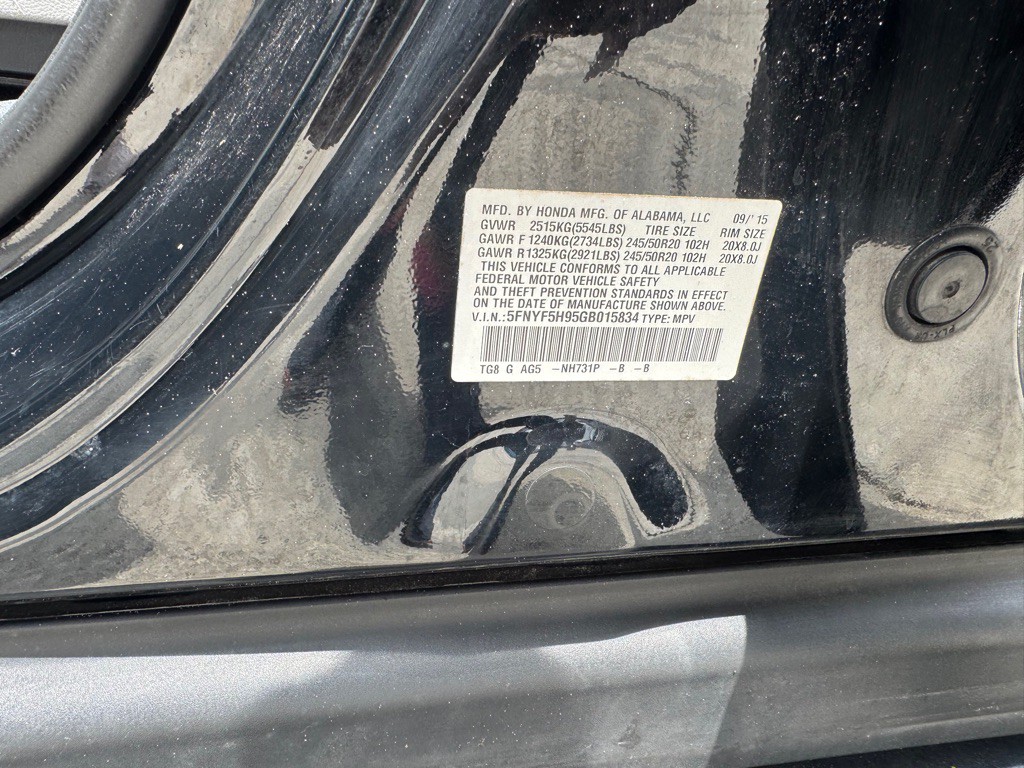 MFD. BY HONDA MFG. OF ALABAMA, LLC 09/'15
GVWR 2515KG(5545LBS) TIRE SIZE RIM SIZE
GAWR F 1240KG(2734LBS) 245/50R20 102H 20X8.0J
GAWR R 1325KG(2921LBS) 245/50R20 102H 20X8.0J
THIS VEHICLE CONFORMS TO ALL APPLICABLE
FEDERAL MOTOR VEHICLE SAFETY
AND THEFT PREVENTION STANDARDS IN EFFECT
ON THE DATE OF MANUFACTURE SHOWN ABOVE.
V.I.N.: 5FNYF5H95GB015834 TYPE: MPV
TG8 G AG5 -NH731P -B -B